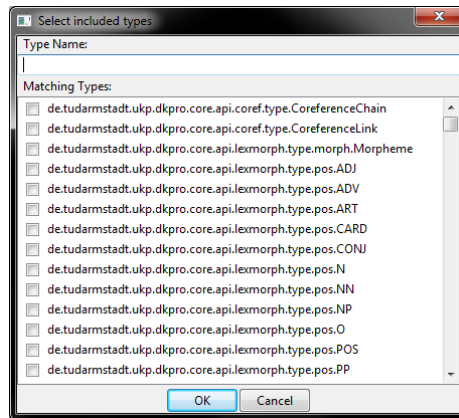 Select included types
Type Name:
Matching Types:
de.tudarmstadt.ukp.dkpro.core.api.coref.type.CoreferenceChain
de.tudarmstadt.ukp.dkpro.core.api.coref.type.CoreferenceLink
de.tudarmstadt.ukp.dkpro.core.api.lexmorph.type.morph.Morpheme
de.tudarmstadt.ukp.dkpro.core.api.lexmorph.type.pos.ADJ
de.tudarmstadt.ukp.dkpro.core.api.lexmorph.type.pos.ADV
de.tudarmstadt.ukp.dkpro.core.api.lexmorph.type.pos.ART
de.tudarmstadt.ukp.dkpro.core.api.lexmorph.type.pos.CARD
de.tudarmstadt.ukp.dkpro.core.api.lexmorph.type.pos.CONJ
de.tudarmstadt.ukp.dkpro.core.api.lexmorph.type.pos.N
de.tudarmstadt.ukp.dkpro.core.api.lexmorph.type.pos.NN
de.tudarmstadt.ukp.dkpro.core.api.lexmorph.type.pos.NP
de.tudarmstadt.ukp.dkpro.core.api.lexmorph.type.pos.O
de.tudarmstadt.ukp.dkpro.core.api.lexmorph.type.pos.POS
de.tudarmstadt.ukp.dkpro.core.api.lexmorph.type.pos.PP
OK Cancel